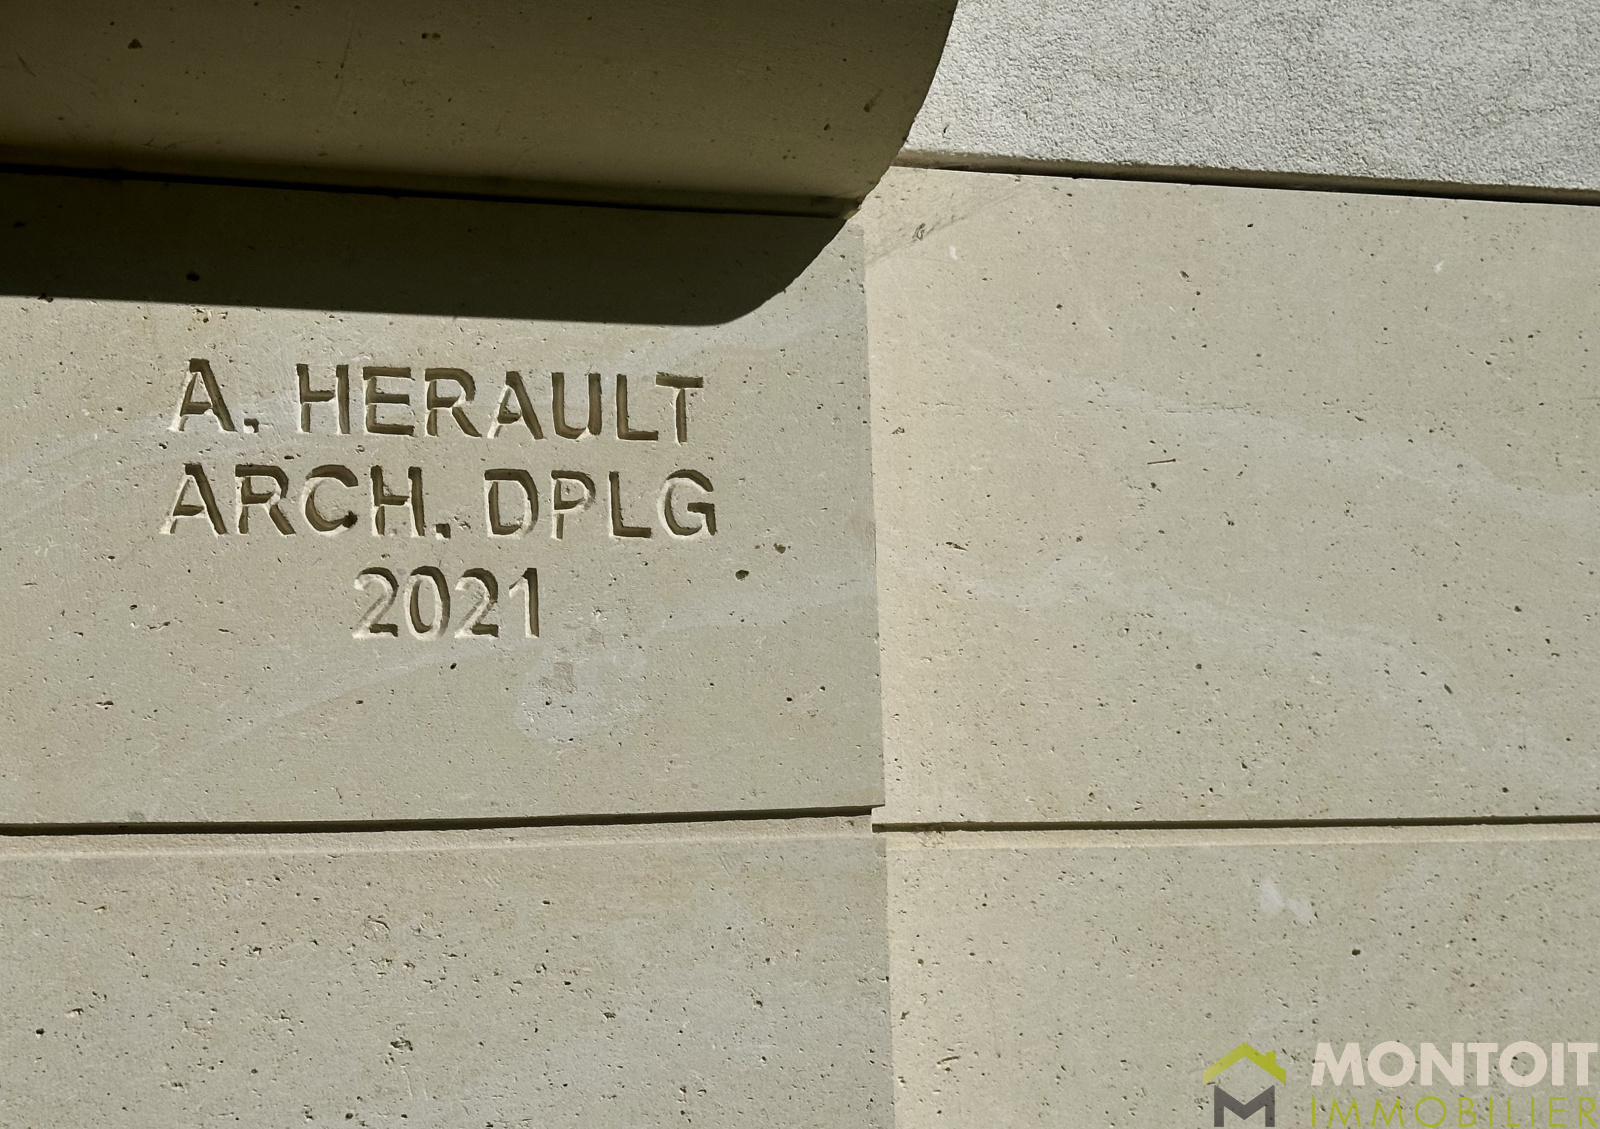 A. HERAULT
ARCH. DPLG
2021
MONTOIT
IMMOBILIER